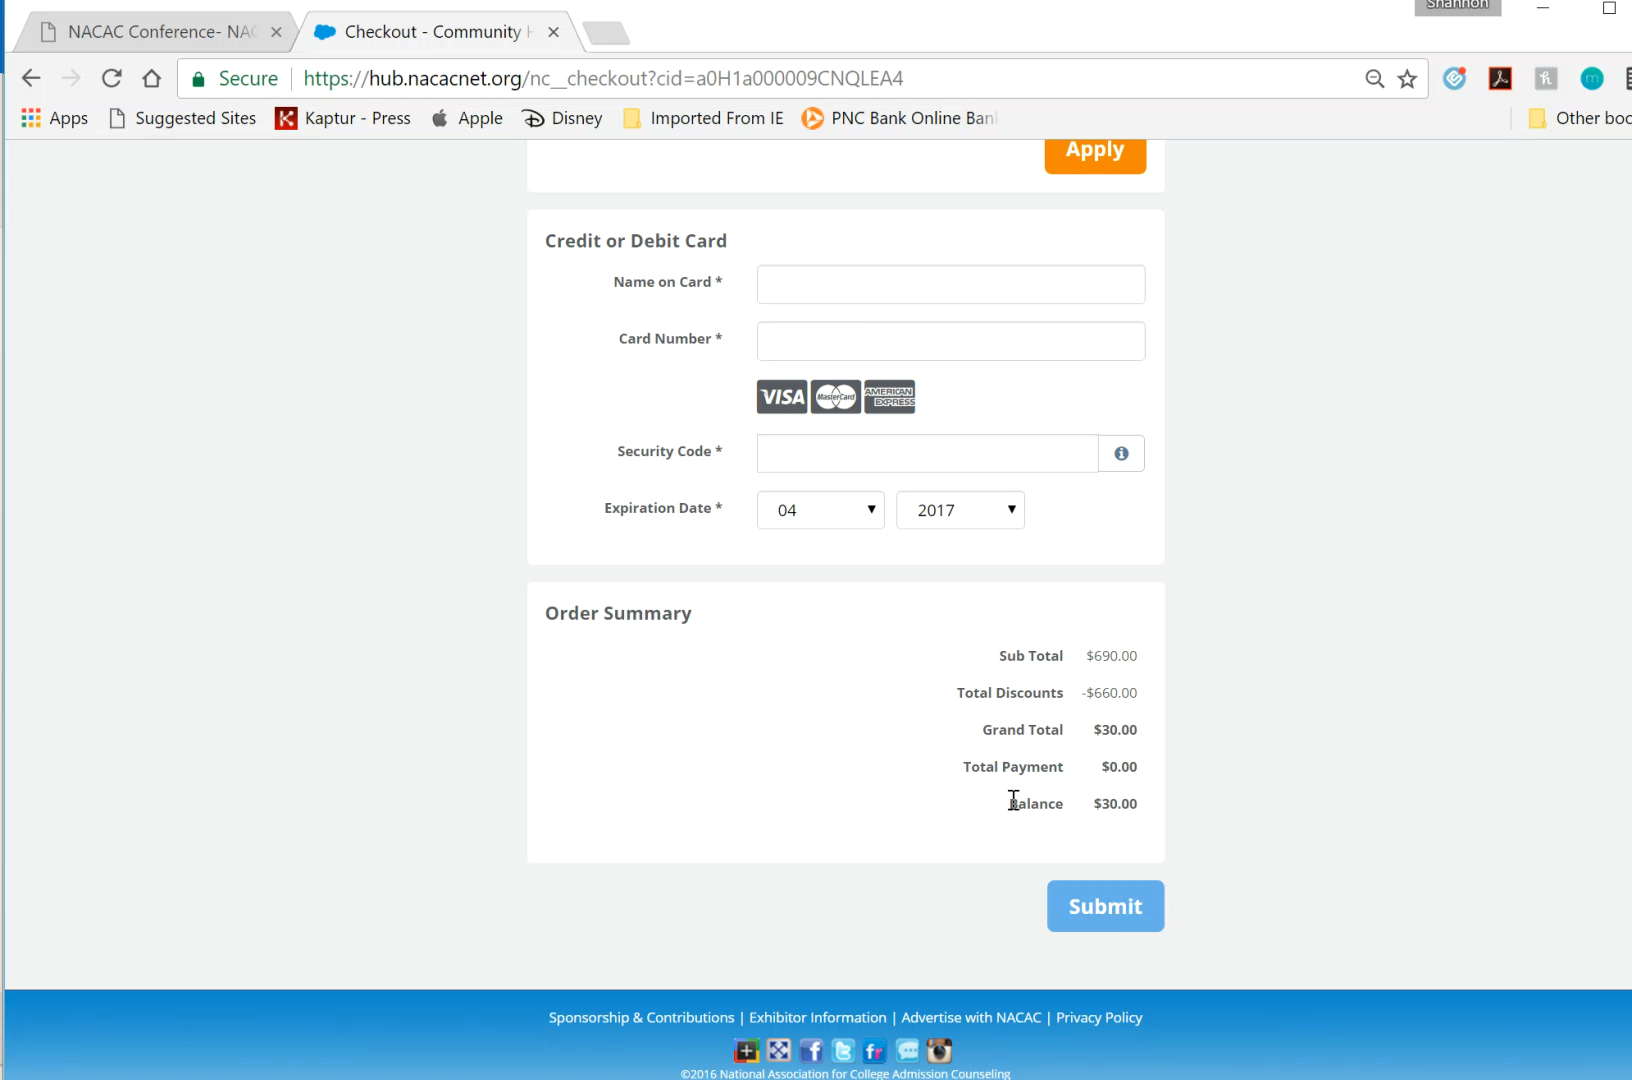 Shannon
NACAC Conference- NAC
Checkout - Community H
Secure https://hub.nacacnet.org/nc__checkout?cid=a0H1a000009CNQLEA4
Apps Suggested Sites Kaptur - Press Apple Disney Imported From IE PNC Bank Online Bank Other boo
Apply
Credit or Debit Card
Name on Card *
Card Number *
VISA MasterCard AMERICAN EXPRESS
Security Code *
Expiration Date * 04 2017
Order Summary
Sub Total $690.00
Total Discounts -$660.00
Grand Total $30.00
Total Payment $0.00
Balance $30.00
Submit
Sponsorship & Contributions | Exhibitor Information | Advertise with NACAC | Privacy Policy
©2016 National Association for College Admission Counseling